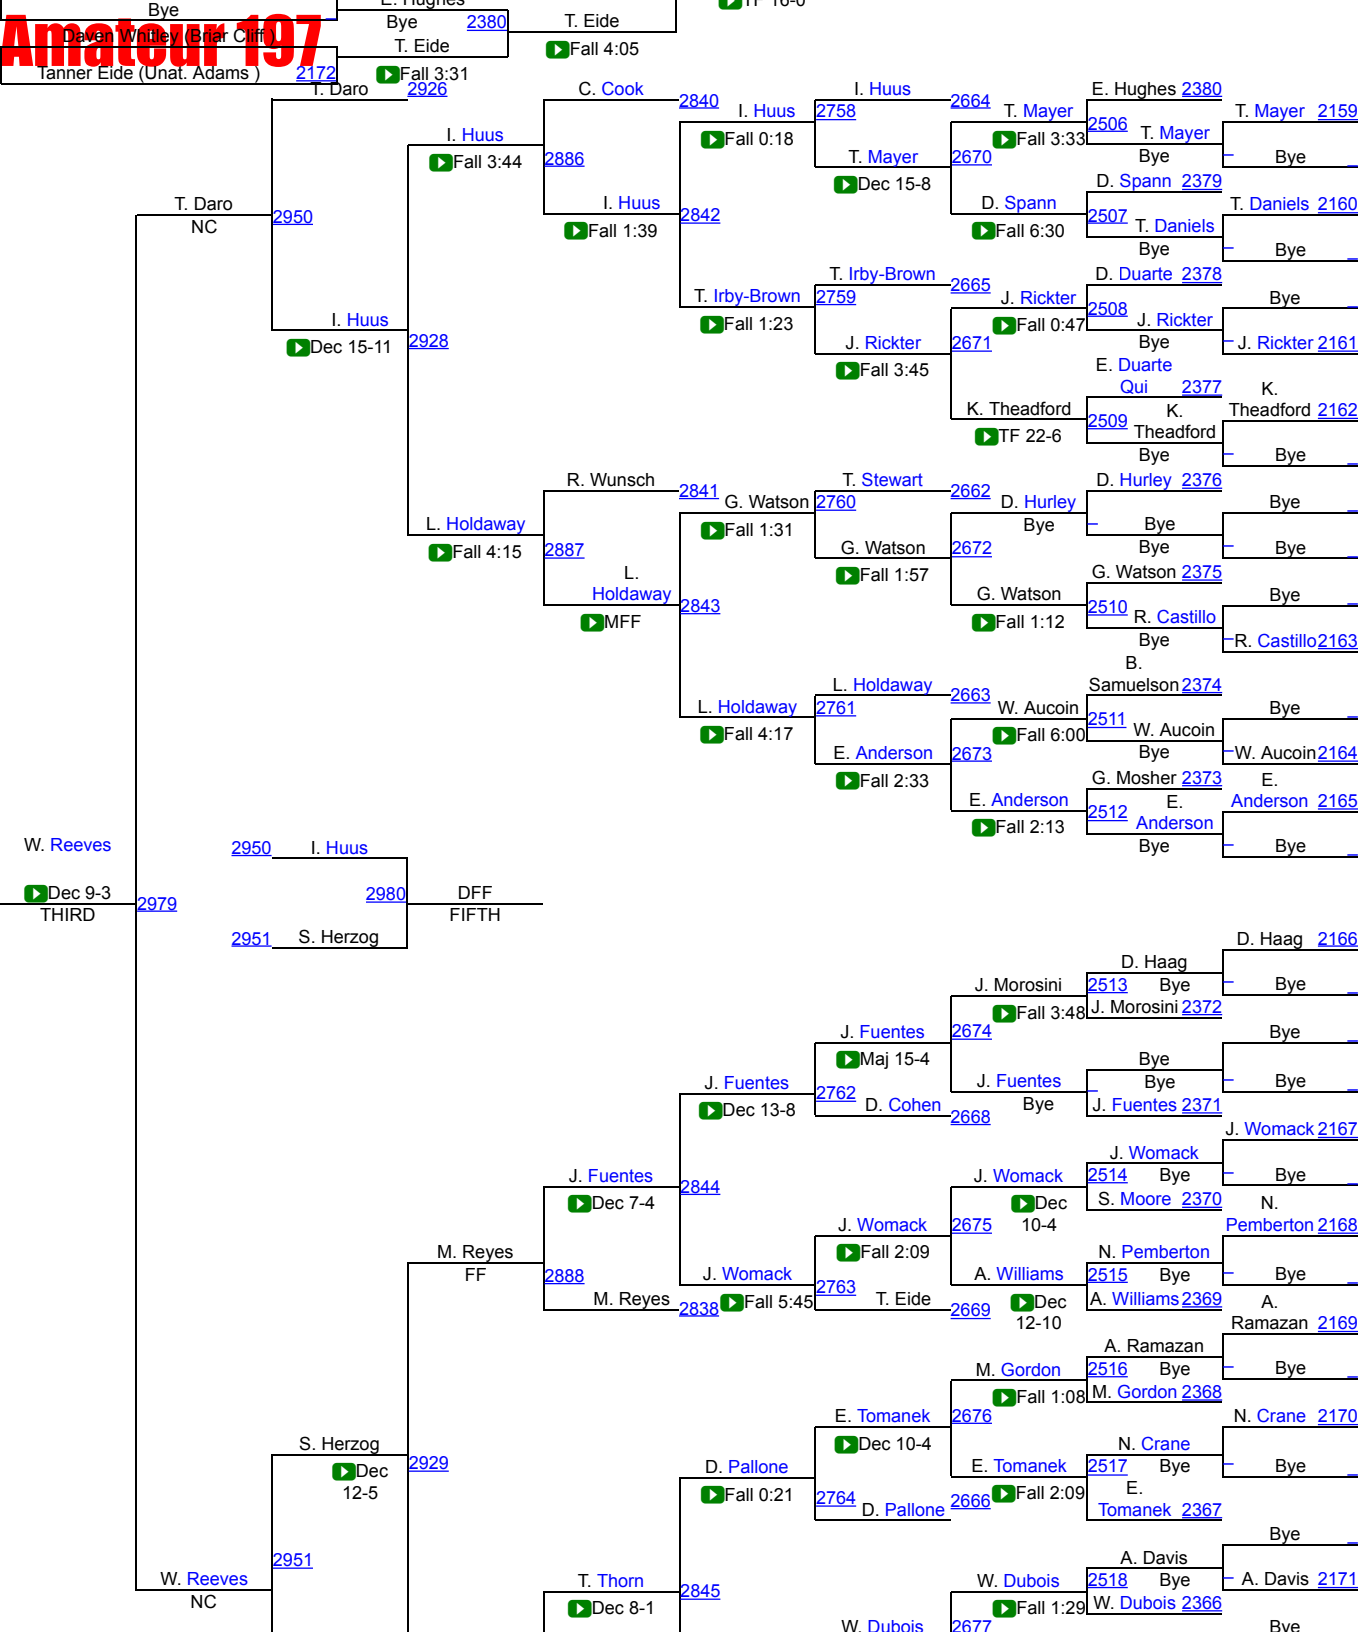 Bye
E. Hughes
TF 16-0
Amateur 197
Bye 2380 T. Eide
Daven Whitley (Briar Cliff )
T. Eide Fall 4:05
Tanner Eide (Unat. Adams ) 2172 Fall 3:31
T. Daro 2926 C. Cook 2840 I. Huus 2664 E. Hughes 2380
I. Huus 2758 T. Mayer 2506 T. Mayer 2159
I. Huus Fall 0:18 Fall 3:33 T. Mayer
Fall 3:44 2886 T. Mayer 2670 Bye Bye
Dec 15-8 D. Spann 2379
T. Daro I. Huus 2842 D. Spann 2507 T. Daniels 2160
NC 2950 Fall 1:39 Fall 6:30 T. Daniels
Bye Bye
T. Irby-Brown 2665 D. Duarte 2378
T. Irby-Brown 2759 J. Rickter 2508 Bye
I. Huus Fall 1:23 Fall 0:47 J. Rickter
Dec 15-11 2928 J. Rickter 2671 Bye J. Rickter 2161
Fall 3:45 E. Duarte
Qui 2377 K.
K. Theadford 2509 K. Theadford 2162
TF 22-6 Theadford
Bye Bye
R. Wunsch 2841 T. Stewart 2662 D. Hurley 2376
G. Watson 2760 D. Hurley Bye
L. Holdaway Fall 1:31 Bye Bye
Fall 4:15 2887 G. Watson 2672 Bye Bye
L. Fall 1:57 G. Watson 2375
Holdaway 2843 G. Watson 2510 Bye
MFF Fall 1:12 R. Castillo
Bye R. Castillo 2163
B.
L. Holdaway 2663 Samuelson 2374
L. Holdaway 2761 W. Aucoin 2511 Bye
Fall 4:17 Fall 6:00 W. Aucoin
E. Anderson 2673 Bye W. Aucoin 2164
Fall 2:33 G. Mosher 2373 E.
E. Anderson 2512 E. Anderson 2165
Fall 2:13 Anderson
W. Reeves 2950 I. Huus Bye Bye
Dec 9-3 2979 2980 DFF
THIRD FIFTH
2951 S. Herzog D. Haag 2166
D. Haag
J. Morosini 2513 Bye Bye
Fall 3:48 J. Morosini 2372
J. Fuentes 2674 Bye
Maj 15-4 Bye
J. Fuentes 2762 J. Fuentes Bye Bye
Dec 13-8 D. Cohen 2668 Bye J. Fuentes 2371
J. Womack 2167
J. Womack
J. Fuentes 2844 J. Womack 2514 Bye Bye
Dec 7-4 Dec S. Moore 2370 N.
J. Womack 2675 10-4 Pemberton 2168
M. Reyes Fall 2:09 N. Pemberton
FF 2888 J. Womack 2763 A. Williams 2515 Bye Bye
M. Reyes 2838 Fall 5:45 T. Eide 2669 Dec A. Williams 2369 A.
12-10 Ramazan 2169
A. Ramazan
M. Gordon 2516 Bye Bye
Fall 1:08 M. Gordon 2368
E. Tomanek 2676 N. Crane 2170
S. Herzog Dec 10-4 N. Crane
Dec 2929 D. Pallone E. Tomanek 2517 Bye Bye
12-5 Fall 0:21 2764 2666 Fall 2:09 E.
D. Pallone Tomanek 2367
Bye
2951 A. Davis
W. Reeves T. Thorn 2845 W. Dubois 2518 Bye A. Davis 2171
NC Dec 8-1 Fall 1:29 W. Dubois 2366
W. Dubois 2677 Bye